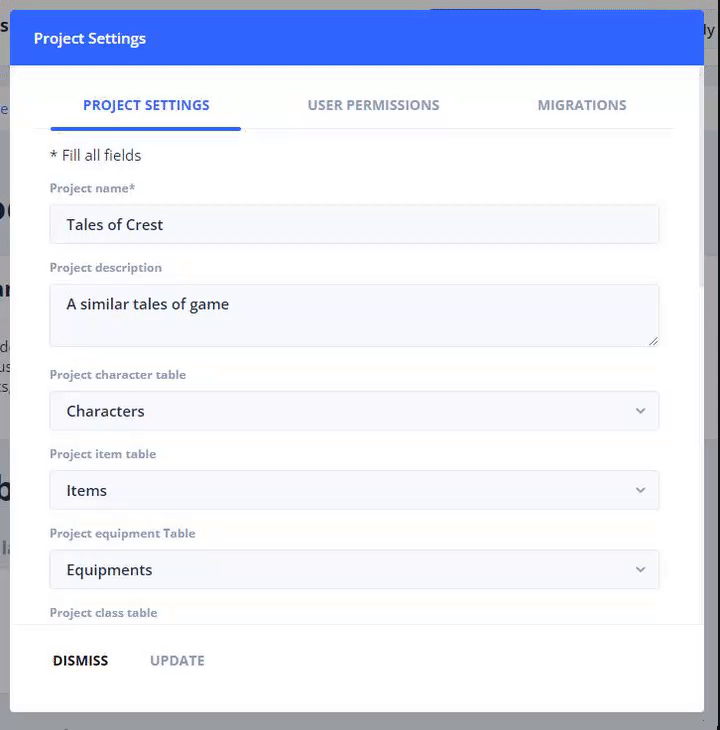 Project Settings
PROJECT SETTINGS
USER PERMISSIONS
MIGRATIONS
* Fill all fields
Project name*
Tales of Crest
Project description
A similar tales of game
Project character table
Characters
Project item table
Items
Project equipment Table
Equipments
Project class table
DISMISS
UPDATE